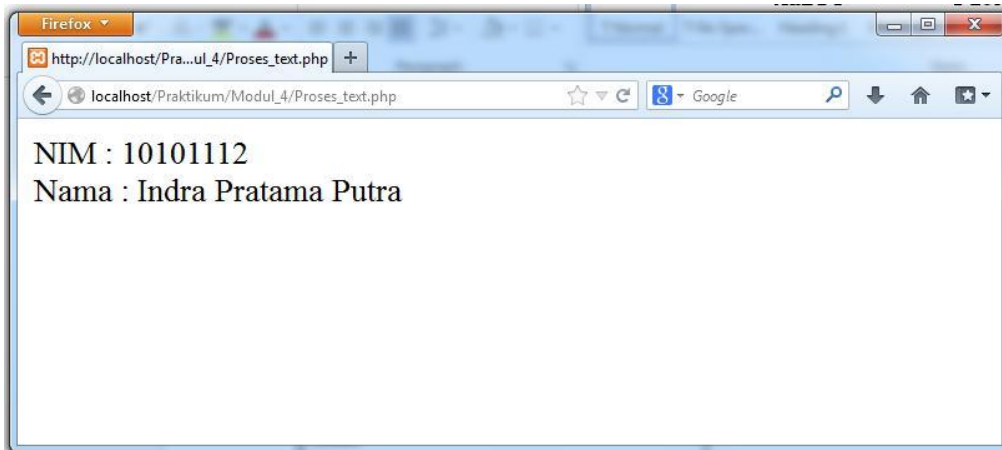 Firefox
http://localhost/Pra...ul_4/Proses_text.php
localhost/Praktikum/Modul_4/Proses_text.php
Google
NIM : 10101112
Nama : Indra Pratama Putra